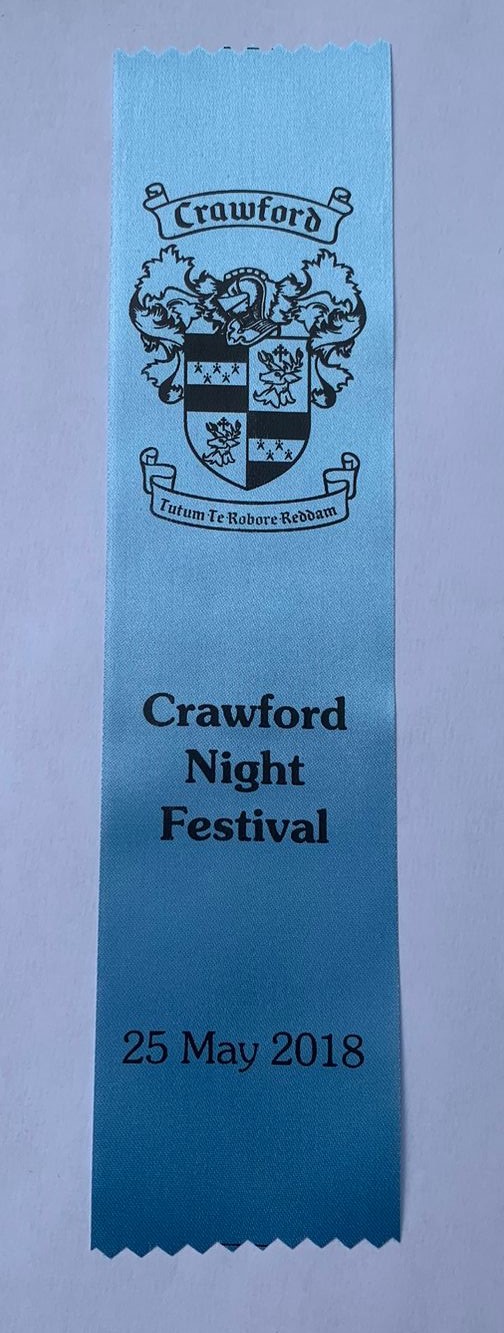 Crawford
Tutum Te Robore Reddam
Crawford
Night
Festival
25 May 2018